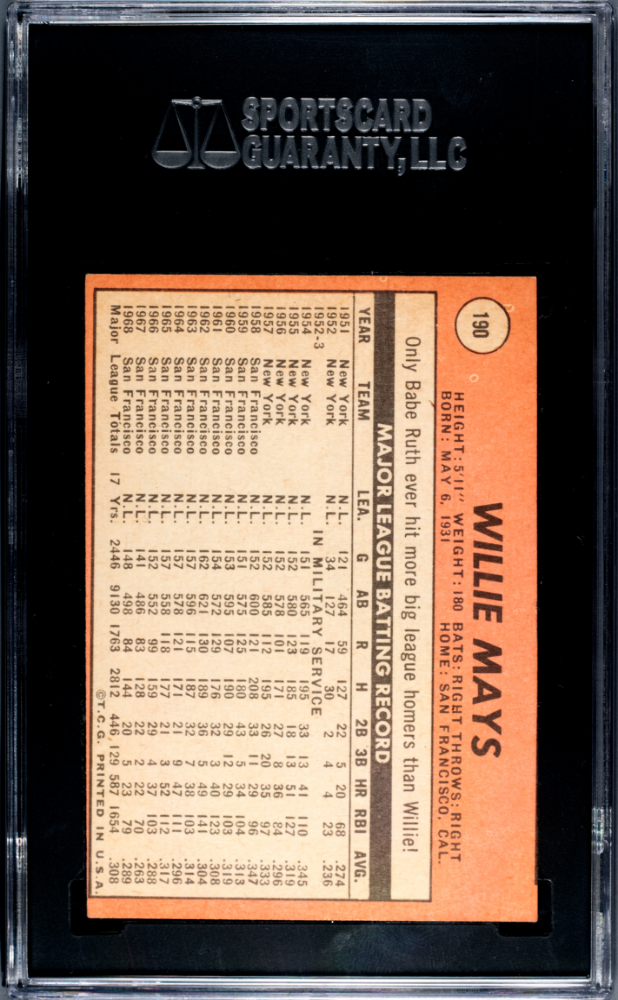 SPORTSCARD
GUARANTY, LLC
190
WILLIE MAYS
HEIGHT: 5'11" WEIGHT: 180 BATS: RIGHT THROWS: RIGHT
BORN: MAY 6, 1931 HOME: SAN FRANCISCO, CAL.
Only Babe Ruth ever hit more big league homers than Willie!
MAJOR LEAGUE BATTING RECORD
YEAR TEAM LEA. G AB R H 2B 3B HR RBI AVG.
1951 New York N.L. 121 464 59 127 22 5 20 68 .274
1952 New York N.L. 34 127 17 30 2 4 4 23 .236
1952-3 IN MILITARY SERVICE
1954 New York N.L. 151 565 119 195 33 13 41 110 .345
1955 New York N.L. 152 580 123 185 18 13 51 127 .319
1956 New York N.L. 152 578 101 171 27 8 36 84 .296
1957 New York N.L. 152 585 112 195 26 20 35 97 .333
1958 San Francisco N.L. 152 600 121 208 33 11 29 96 .347
1959 San Francisco N.L. 151 575 125 180 43 5 34 104 .313
1960 San Francisco N.L. 153 595 107 190 29 12 29 103 .319
1961 San Francisco N.L. 154 572 129 176 32 3 40 123 .308
1962 San Francisco N.L. 162 621 130 189 36 5 49 141 .304
1963 San Francisco N.L. 157 596 115 187 32 7 38 103 .314
1964 San Francisco N.L. 157 578 121 171 21 9 47 111 .296
1965 San Francisco N.L. 157 558 118 177 21 3 52 112 .317
1966 San Francisco N.L. 152 552 99 159 29 4 37 103 .288
1967 San Francisco N.L. 141 486 83 128 22 2 22 70 .263
1968 San Francisco N.L. 148 498 84 144 20 5 23 79 .289
Major League Totals 17 Yrs. 2446 9130 1763 2812 446 129 587 1654 .308
©T.C.G. PRINTED IN U.S.A.